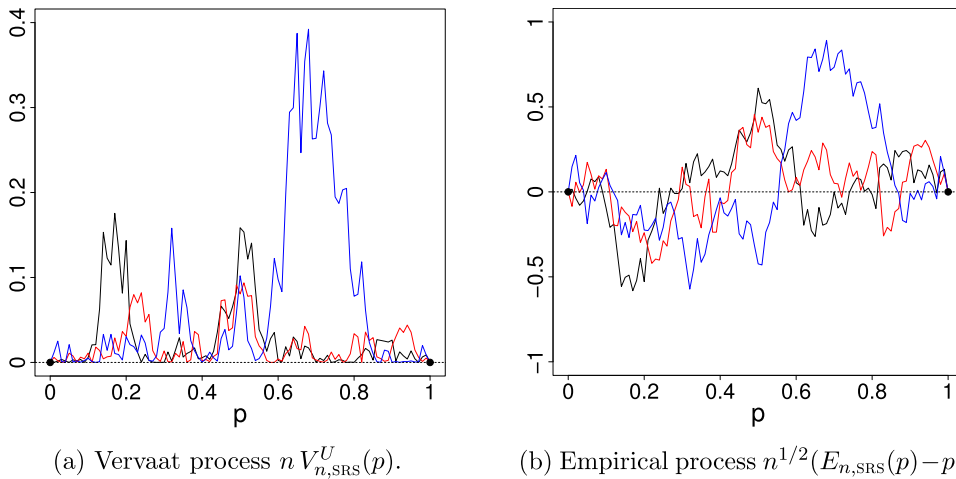 0.4
0.3
0.2
0.1
0
0 0.2 0.4 0.6 0.8 1
p
(a) Vervaat process n V^U_{n,SRS}(p).
1
0.5
0
−0.5
−1
0 0.2 0.4 0.6 0.8 1
p
(b) Empirical process n^{1/2}(E_{n,SRS}(p)−p